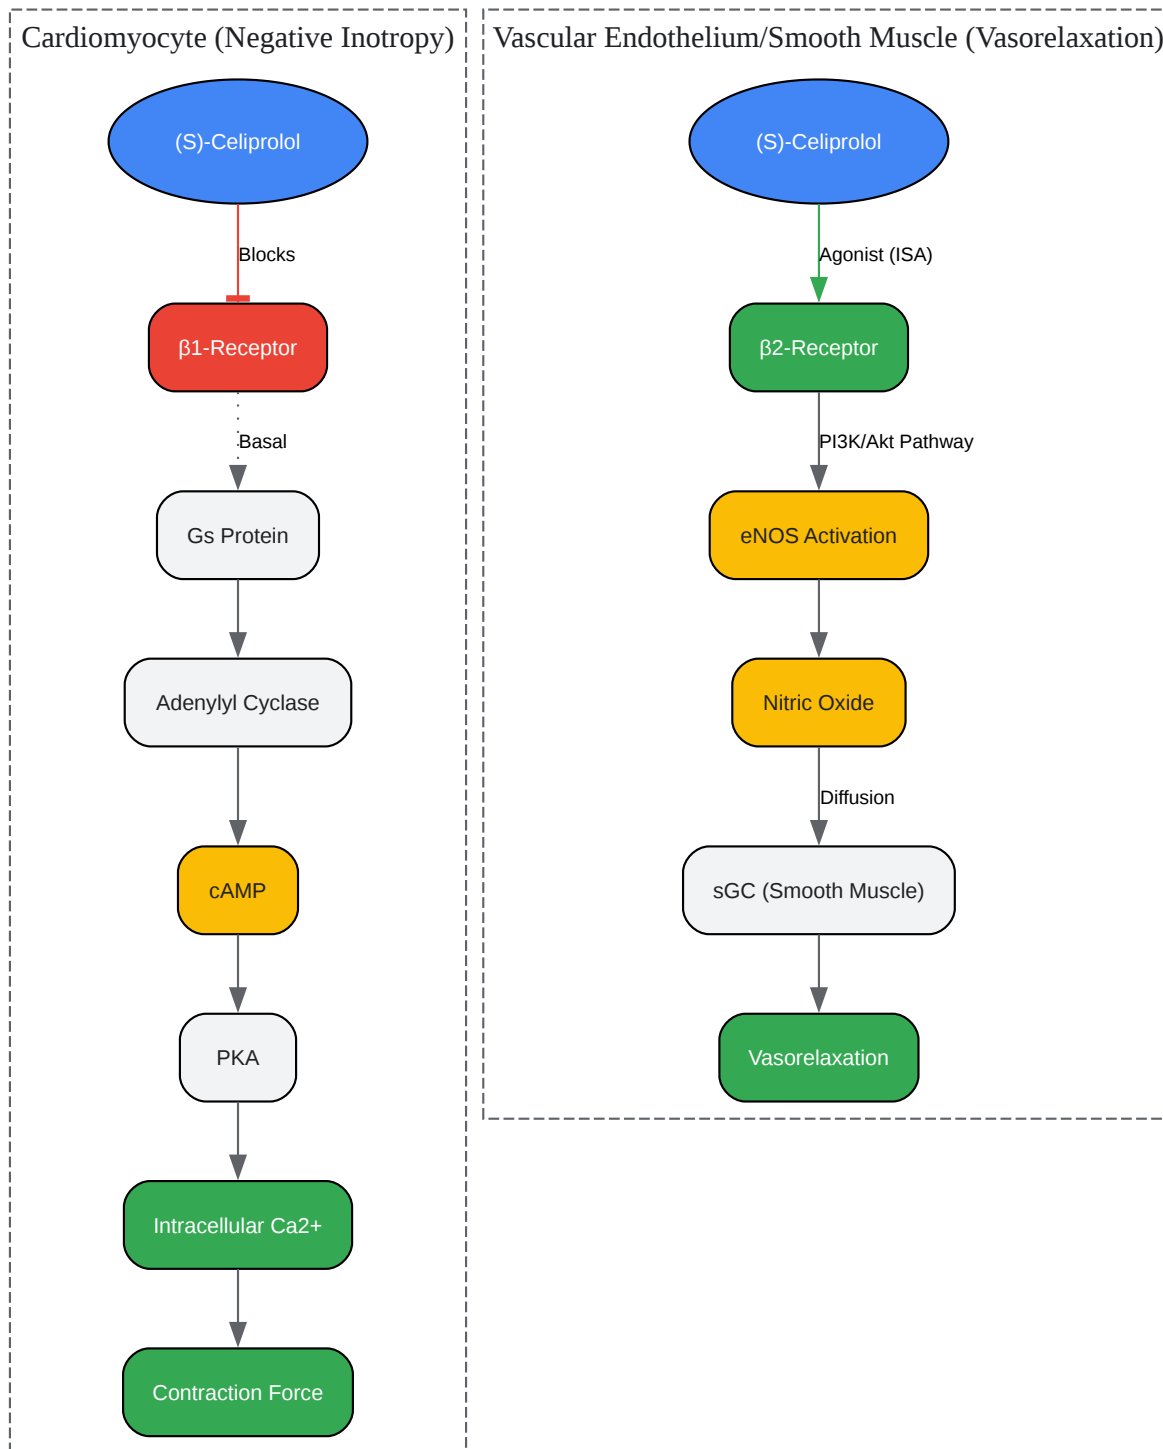 Cardiomyocyte (Negative Inotropy)
(S)-Celiprolol
Blocks
β1-Receptor
Basal
Gs Protein
Adenylyl Cyclase
cAMP
PKA
Intracellular Ca2+
Contraction Force
Vascular Endothelium/Smooth Muscle (Vasorelaxation)
(S)-Celiprolol
Agonist (ISA)
β2-Receptor
PI3K/Akt Pathway
eNOS Activation
Nitric Oxide
Diffusion
sGC (Smooth Muscle)
Vasorelaxation